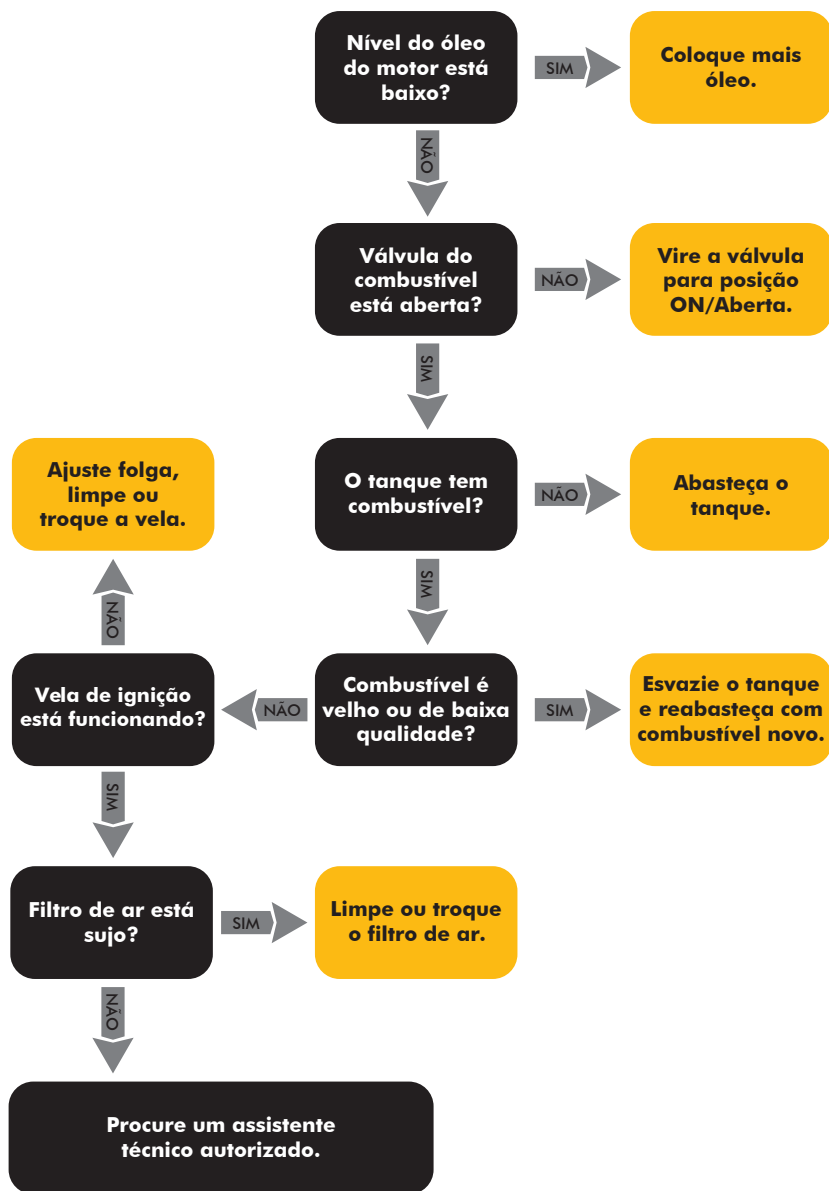 Nível do óleo
do motor está
baixo?
SIM
Coloque mais
óleo.
NÃO
Válvula do
combustível
está aberta?
NÃO
Vire a válvula
para posição
ON/Aberta.
SIM
O tanque tem
combustível?
NÃO
Abasteça o
tanque.
SIM
Combustível é
velho ou de baixa
qualidade?
SIM
Esvazie o tanque
e reabasteça com
combustível novo.
NÃO
Vela de ignição
está funcionando?
NÃO
Ajuste folga,
limpe ou
troque a vela.
SIM
Filtro de ar está
sujo?
SIM
Limpe ou troque
o filtro de ar.
NÃO
Procure um assistente
técnico autorizado.